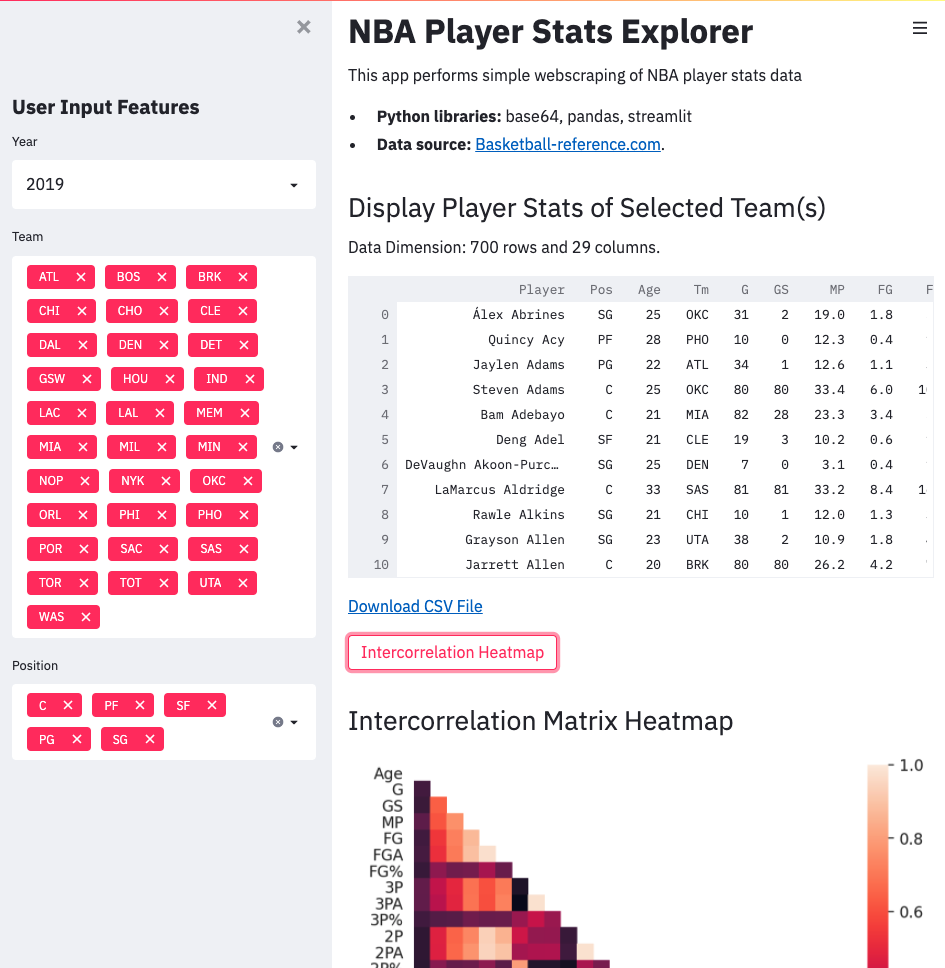 ×
User Input Features
Year
2019
Team
ATL × BOS × BRK ×
CHI × CHO × CLE ×
DAL × DEN × DET ×
GSW × HOU × IND ×
LAC × LAL × MEM ×
MIA × MIL × MIN ×
NOP × NYK × OKC ×
ORL × PHI × PHO ×
POR × SAC × SAS ×
TOR × TOT × UTA ×
WAS ×
Position
C × PF × SF ×
PG × SG ×
NBA Player Stats Explorer
This app performs simple webscraping of NBA player stats data
• Python libraries: base64, pandas, streamlit
• Data source: Basketball-reference.com.
Display Player Stats of Selected Team(s)
Data Dimension: 700 rows and 29 columns.
Player Pos Age Tm G GS MP FG
0 Álex Abrines SG 25 OKC 31 2 19.0 1.8
1 Quincy Acy PF 28 PHO 10 0 12.3 0.4
2 Jaylen Adams PG 22 ATL 34 1 12.6 1.1
3 Steven Adams C 25 OKC 80 80 33.4 6.0
4 Bam Adebayo C 21 MIA 82 28 23.3 3.4
5 Deng Adel SF 21 CLE 19 3 10.2 0.6
6 DeVaughn Akoon-Purc… SG 25 DEN 7 0 3.1 0.4
7 LaMarcus Aldridge C 33 SAS 81 81 33.2 8.4
8 Rawle Alkins SG 21 CHI 10 1 12.0 1.3
9 Grayson Allen SG 23 UTA 38 2 10.9 1.8
10 Jarrett Allen C 20 BRK 80 80 26.2 4.2
Download CSV File
Intercorrelation Heatmap
Intercorrelation Matrix Heatmap
Age
G
GS
MP
FG
FGA
FG%
3P
3PA
3P%
2P
2PA
1.0
0.8
0.6